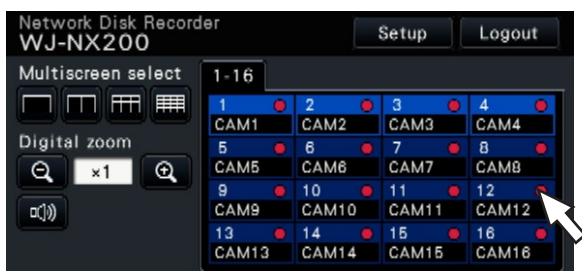 Network Disk Recorder
WJ-NX200
Setup
Logout
Multiscreen select
1-16
1 2 3 4
CAM1 CAM2 CAM3 CAM4
Digital zoom
5 6 7 8
CAM5 CAM6 CAM7 CAM8
×1
9 10 11 12
CAM9 CAM10 CAM11 CAM12
13 14 15 16
CAM13 CAM14 CAM15 CAM16